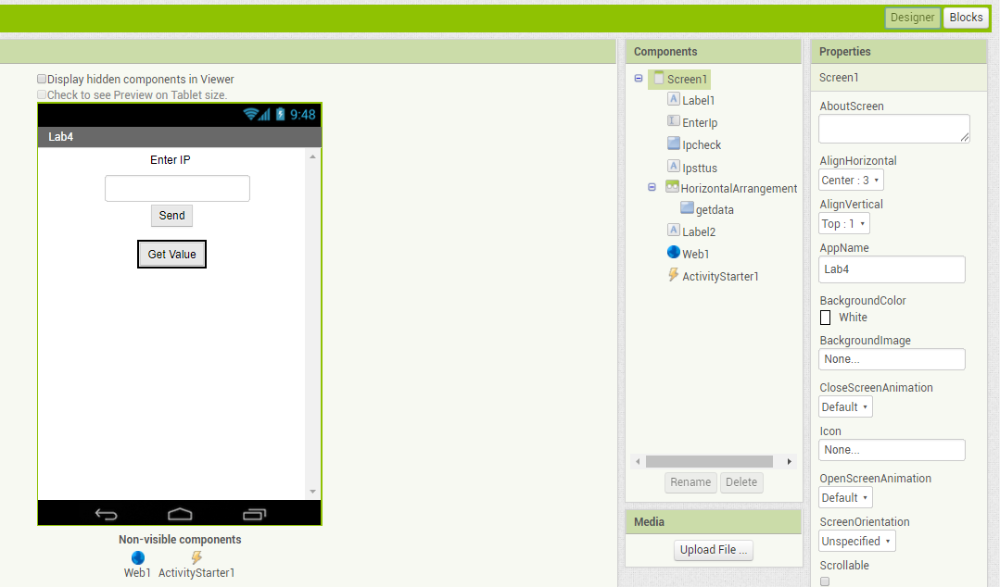 Designer Blocks
Display hidden components in Viewer
Check to see Preview on Tablet size.
9:48
Lab4
Enter IP
Send
Get Value
Non-visible components
Web1 ActivityStarter1
Components
Screen1
Label1
EnterIp
Ipcheck
Ipsttus
HorizontalArrangement
getdata
Label2
Web1
ActivityStarter1
Rename Delete
Media
Upload File ...
Properties
Screen1
AboutScreen
AlignHorizontal
Center : 3
AlignVertical
Top : 1
AppName
Lab4
BackgroundColor
White
BackgroundImage
None...
CloseScreenAnimation
Default
Icon
None...
OpenScreenAnimation
Default
ScreenOrientation
Unspecified
Scrollable